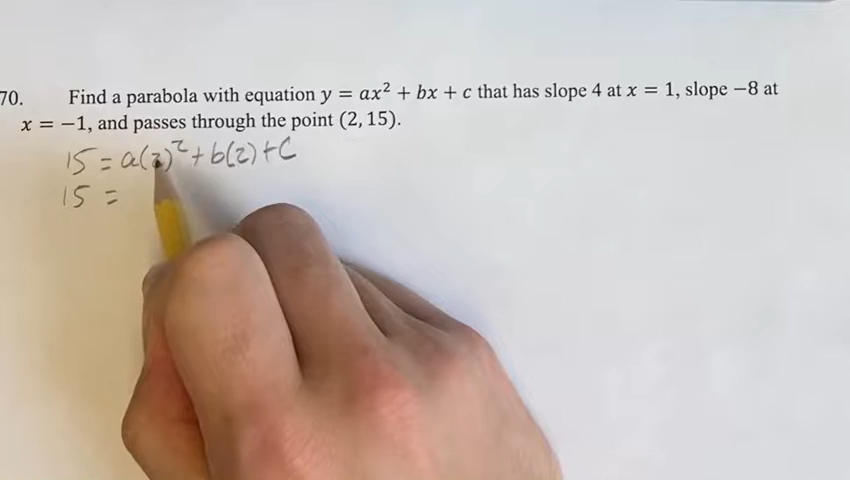 70. Find a parabola with equation y = ax² + bx + c that has slope 4 at x = 1, slope −8 at
x = −1, and passes through the point (2, 15).
15 = a(2)² + b(2) + C
15 =